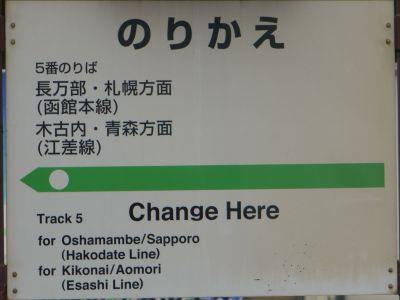 のりかえ
5番のりば
長万部・札幌方面
(函館本線)
木古内・青森方面
(江差線)
Track 5
Change Here
for Oshamambe/Sapporo
(Hakodate Line)
for Kikonai/Aomori
(Esashi Line)